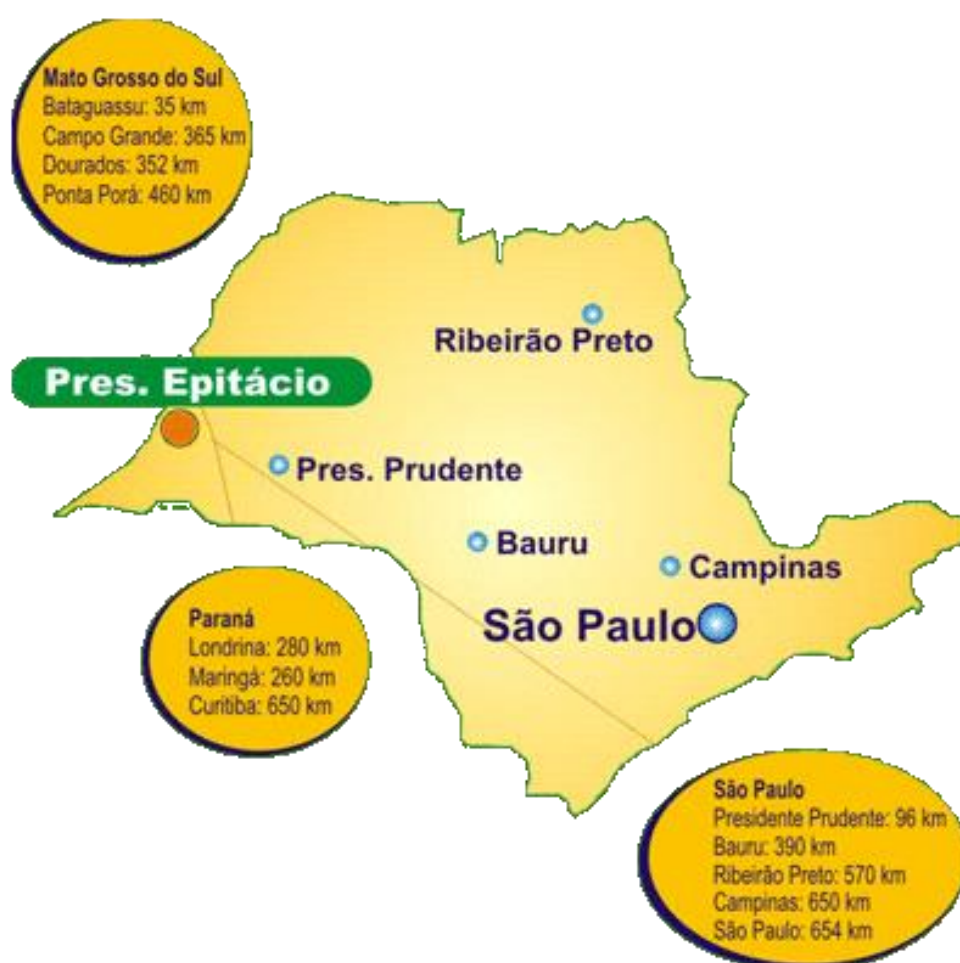 Mato Grosso do Sul
Bataguassu: 35 km
Campo Grande: 365 km
Dourados: 352 km
Ponta Porá: 460 km
Ribeirão Preto
Pres. Epitácio
Pres. Prudente
Bauru
Campinas
São Paulo
Paraná
Londrina: 280 km
Maringá: 260 km
Curitiba: 650 km
São Paulo
Presidente Prudente: 96 km
Bauru: 390 km
Ribeirão Preto: 570 km
Campinas: 650 km
São Paulo: 654 km